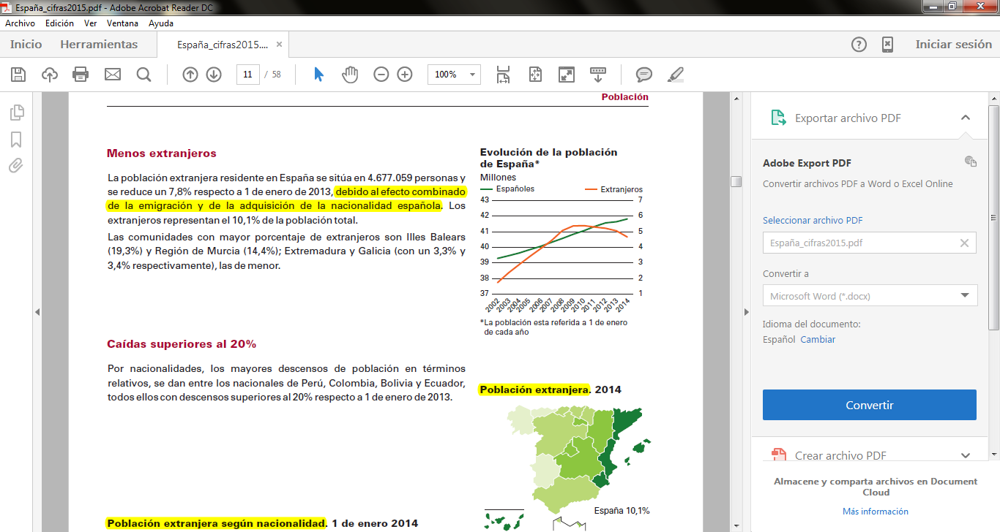 España_cifras2015.pdf - Adobe Acrobat Reader DC
Archivo Edición Ver Ventana Ayuda
Inicio Herramientas España_cifras2015.... × Iniciar sesión
11 / 58 100%
Población
Menos extranjeros
La población extranjera residente en España se sitúa en 4.677.059 personas y
se reduce un 7,8% respecto a 1 de enero de 2013, debido al efecto combinado
de la emigración y de la adquisición de la nacionalidad española. Los
extranjeros representan el 10,1% de la población total.
Las comunidades con mayor porcentaje de extranjeros son Illes Balears
(19,3%) y Región de Murcia (14,4%); Extremadura y Galicia (con un 3,3% y
3,4% respectivamente), las de menor.
Caídas superiores al 20%
Por nacionalidades, los mayores descensos de población en términos
relativos, se dan entre los nacionales de Perú, Colombia, Bolivia y Ecuador,
todos ellos con descensos superiores al 20% respecto a 1 de enero de 2013.
Población extranjera según nacionalidad. 1 de enero 2014
Evolución de la población
de España*
Millones
Españoles Extranjeros
43 7
42 6
41 5
40 4
39 3
38 2
37 1
2002 2003 2004 2005 2006 2007 2008 2009 2010 2011 2012 2013 2014
*La población esta referida a 1 de enero
de cada año
Población extranjera. 2014
España 10,1%
Exportar archivo PDF
Adobe Export PDF
Convertir archivos PDF a Word o Excel Online
Seleccionar archivo PDF
España_cifras2015.pdf
Convertir a
Microsoft Word (*.docx)
Idioma del documento:
Español Cambiar
Convertir
Crear archivo PDF
Almacene y comparta archivos en Document
Cloud
Más información